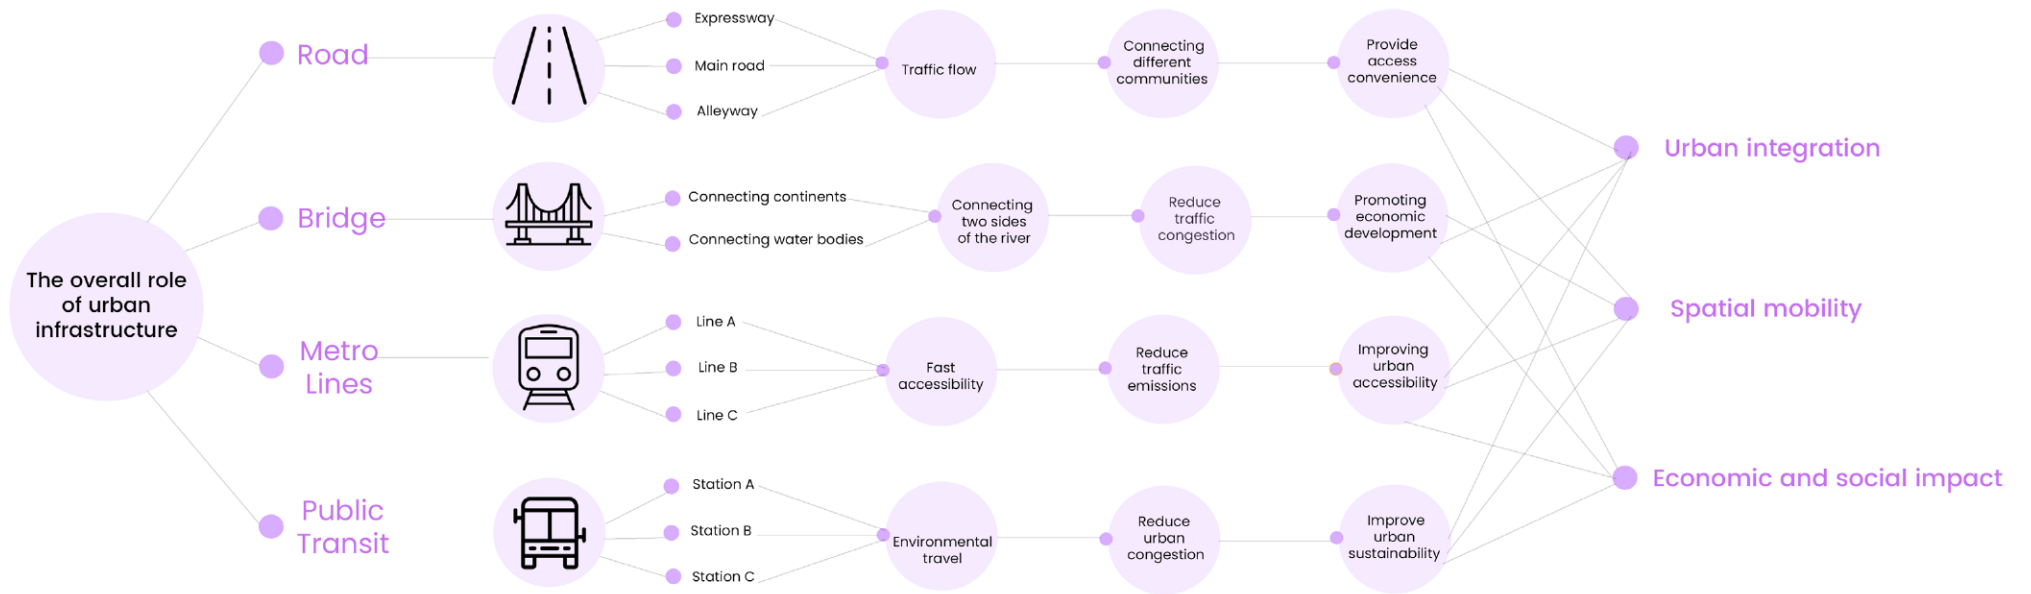 The overall role
of urban
infrastructure
Road
Expressway
Main road
Alleyway
Traffic flow
Connecting
different
communities
Provide
access
convenience
Bridge
Connecting continents
Connecting water bodies
Connecting
two sides
of the river
Reduce
traffic
congestion
Promoting
economic
development
Metro
Lines
Line A
Line B
Line C
Fast
accessibility
Reduce
traffic
emissions
Improving
urban
accessibility
Public
Transit
Station A
Station B
Station C
Environmental
travel
Reduce
urban
congestion
Improve
urban
sustainability
Urban integration
Spatial mobility
Economic and social impact